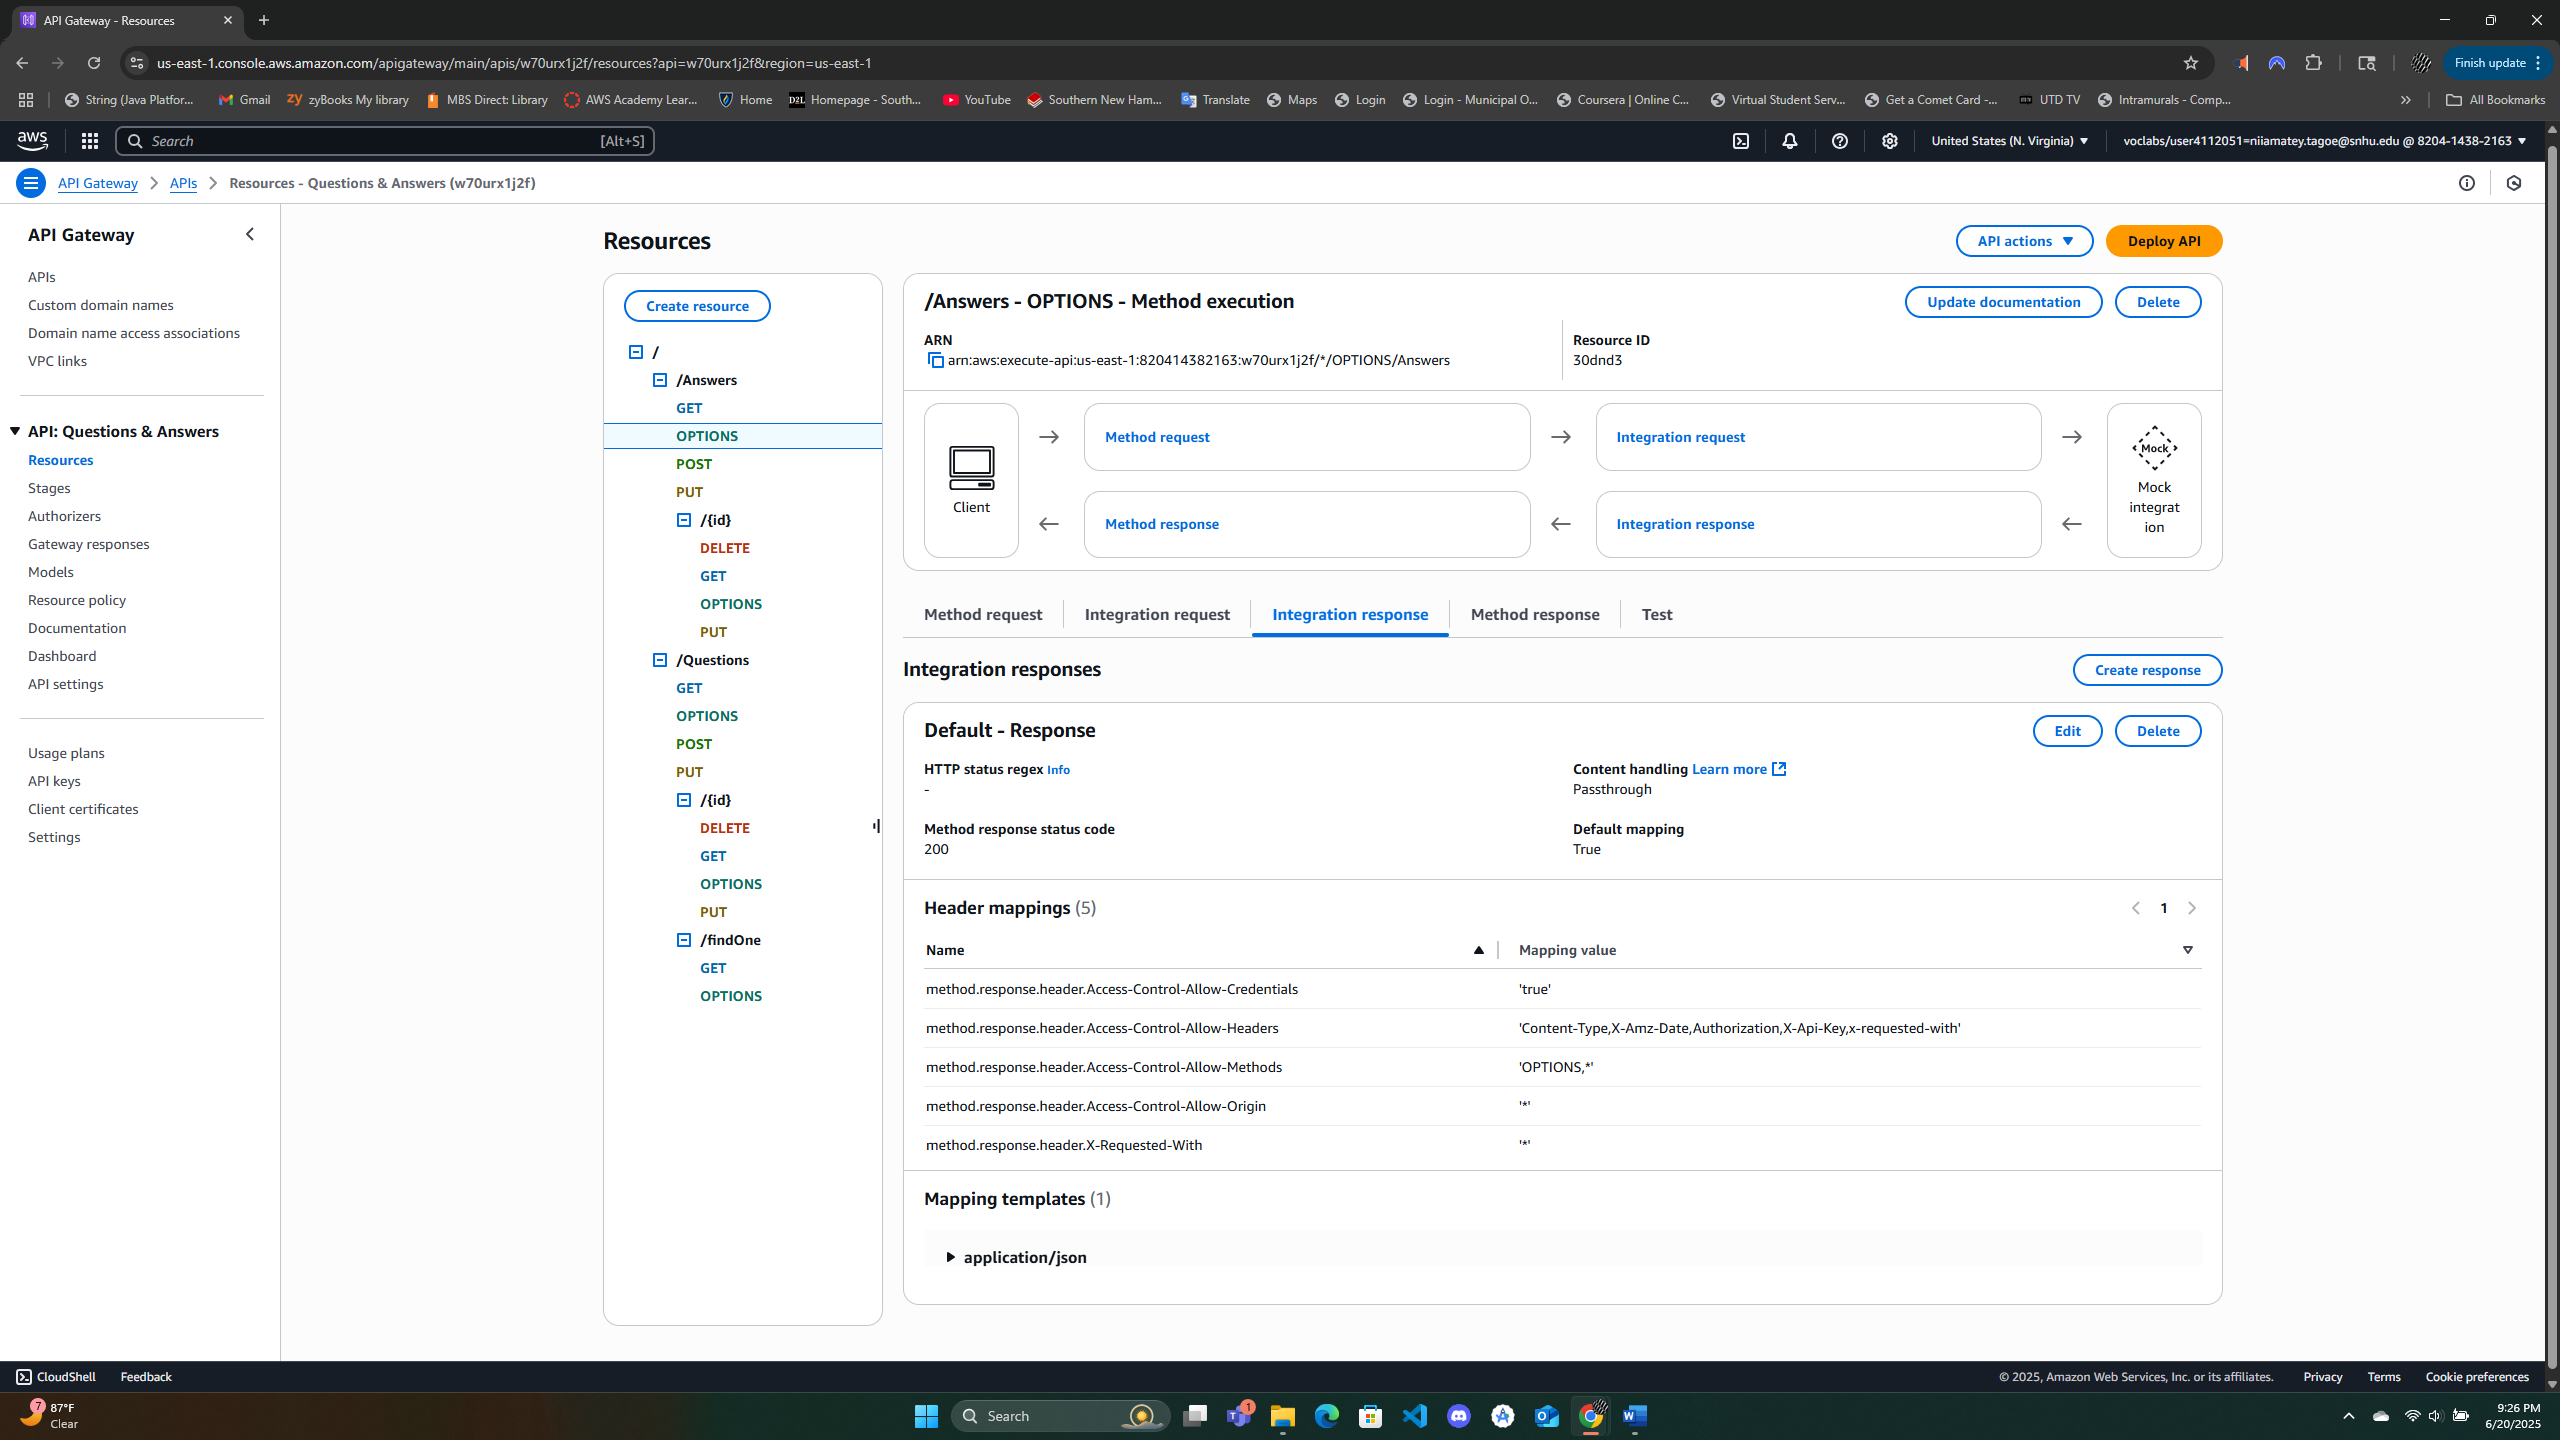 API Gateway - Resources
us-east-1.console.aws.amazon.com/apigateway/main/apis/w70urx1j2f/resources?api=w70urx1j2f&region=us-east-1
Finish update
String (Java Platfor...
Gmail
zyBooks My library
MBS Direct: Library
AWS Academy Lear...
Home
D2L Homepage - South...
YouTube
Southern New Ham...
Translate
Maps
Login
Login - Municipal O...
Coursera | Online C...
Virtual Student Serv...
Get a Comet Card -...
UTD TV
Intramurals - Comp...
All Bookmarks
aws
Search [Alt+S]
United States (N. Virginia)
voclabs/user4112051=niiamatey.tagoe@snhu.edu @ 8204-1438-2163
API Gateway
APIs
Resources - Questions & Answers (w70urx1j2f)
API Gateway
APIs
Custom domain names
Domain name access associations
VPC links
API: Questions & Answers
Resources
Stages
Authorizers
Gateway responses
Models
Resource policy
Documentation
Dashboard
API settings
Usage plans
API keys
Client certificates
Settings
Resources
API actions
Deploy API
Create resource
/
/Answers
GET
OPTIONS
POST
PUT
/{id}
DELETE
GET
OPTIONS
PUT
/Questions
GET
OPTIONS
POST
PUT
/{id}
DELETE
GET
OPTIONS
PUT
/findOne
GET
OPTIONS
/Answers - OPTIONS - Method execution
Update documentation
Delete
ARN
arn:aws:execute-api:us-east-1:820414382163:w70urx1j2f/*/OPTIONS/Answers
Resource ID
30dnd3
Client
Method request
Integration request
Method response
Integration response
Mock
Mock
integrat
ion
Method request
Integration request
Integration response
Method response
Test
Integration responses
Create response
Default - Response
Edit
Delete
HTTP status regex Info
-
Content handling Learn more
Passthrough
Method response status code
200
Default mapping
True
Header mappings (5)
1
Name
Mapping value
method.response.header.Access-Control-Allow-Credentials
'true'
method.response.header.Access-Control-Allow-Headers
'Content-Type,X-Amz-Date,Authorization,X-Api-Key,x-requested-with'
method.response.header.Access-Control-Allow-Methods
'OPTIONS,*'
method.response.header.Access-Control-Allow-Origin
'*'
method.response.header.X-Requested-With
'*'
Mapping templates (1)
application/json
CloudShell
Feedback
© 2025, Amazon Web Services, Inc. or its affiliates.
Privacy
Terms
Cookie preferences
7
87°F
Clear
Search
1
9:26 PM
6/20/2025